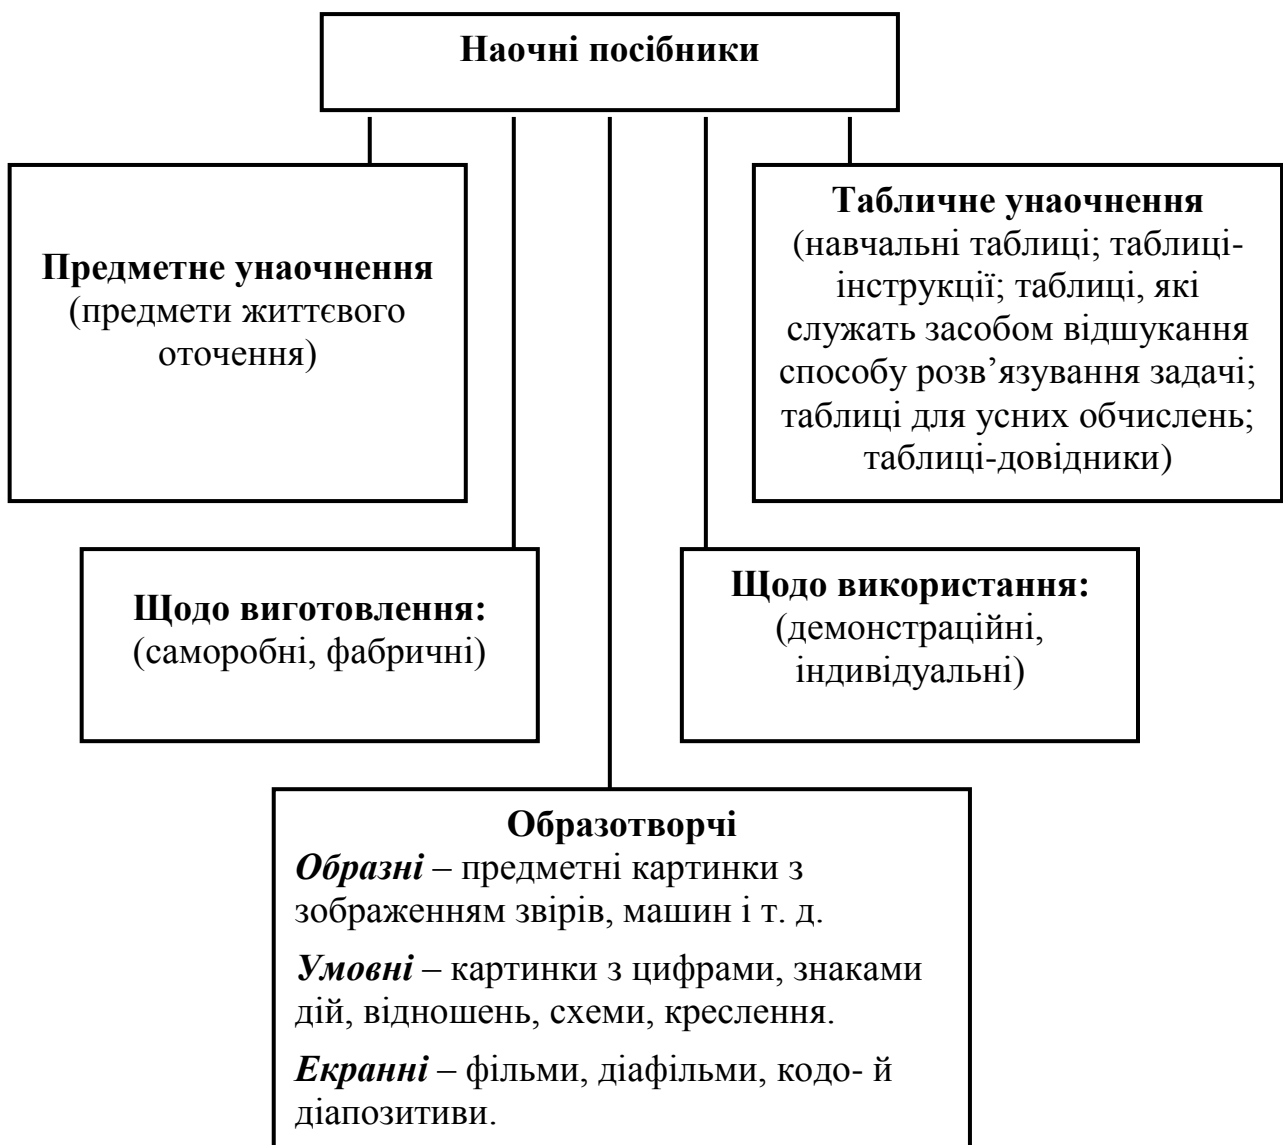 Наочні посібники
Предметне унаочнення
(предмети життєвого
оточення)
Табличне унаочнення
(навчальні таблиці; таблиці-
інструкції; таблиці, які
служать засобом відшукання
способу розв’язування задачі;
таблиці для усних обчислень;
таблиці-довідники)
Щодо виготовлення:
(саморобні, фабричні)
Щодо використання:
(демонстраційні,
індивідуальні)
Образотворчі
Образні – предметні картинки з
зображенням звірів, машин і т. д.
Умовні – картинки з цифрами, знаками
дій, відношень, схеми, креслення.
Екранні – фільми, діафільми, кодо- й
діапозитиви.